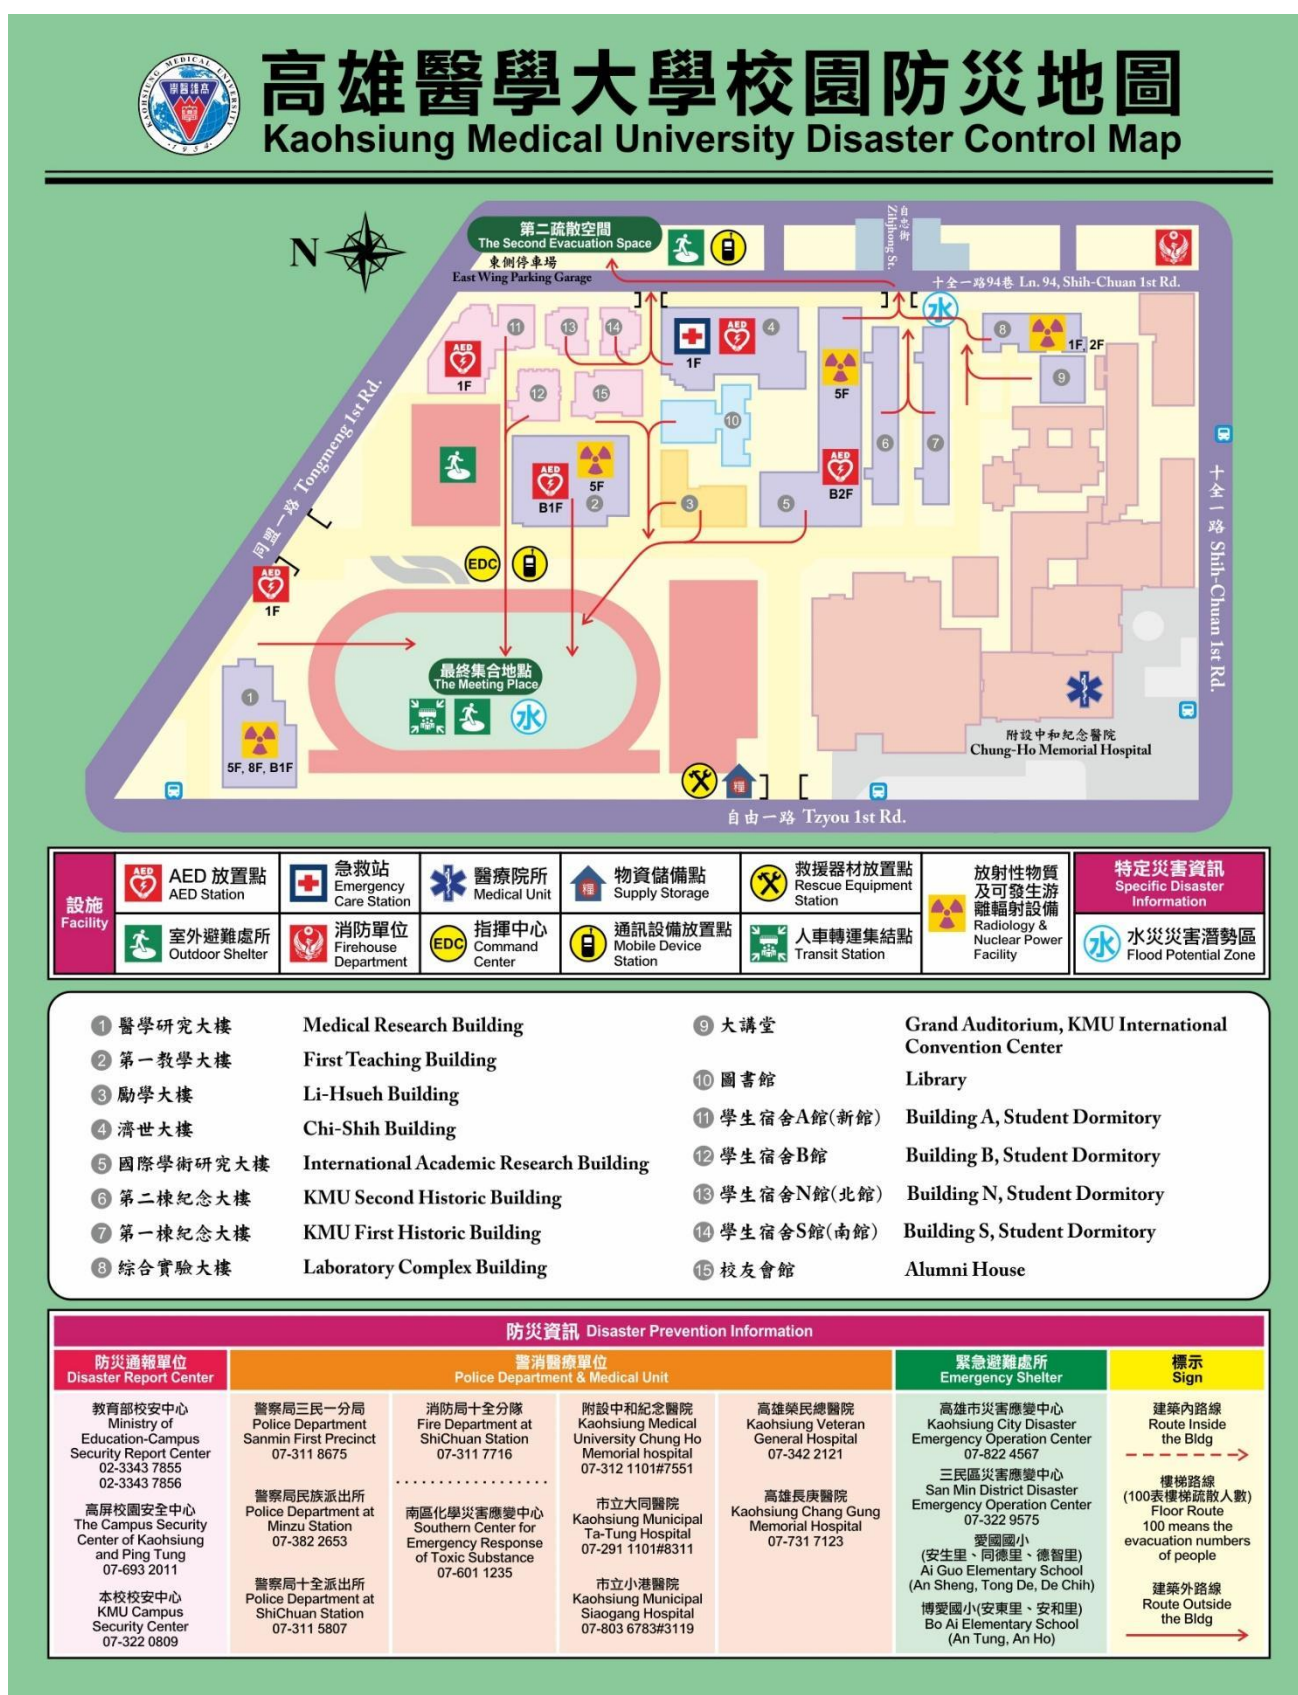 KAOHSIUNG MEDICAL UNIVERSITY
1954
高雄醫學大學校園防災地圖
Kaohsiung Medical University Disaster Control Map
N
第二疏散空間
The Second Evacuation Space
東側停車場
East Wing Parking Garage
自忠街
Zihjhong St.
十全一路94巷 Ln. 94, Shih-Chuan 1st Rd.
水
11
13
14
AED
1F
1F
AED
4
8
1F, 2F
9
12
15
10
5F
6
7
同盟一路 Tongmeng 1st Rd.
AED
B1F
5F
2
3
5
AED
B2F
十全一路 Shih-Chuan 1st Rd.
EDC
AED
1F
最終集合地點
The Meeting Place
水
1
5F, 8F, B1F
附設中和紀念醫院
Chung-Ho Memorial Hospital
糧
自由一路 Tzyou 1st Rd.
設施
Facility
AED
AED 放置點
AED Station
急救站
Emergency
Care Station
醫療院所
Medical Unit
糧
物資儲備點
Supply Storage
救援器材放置點
Rescue Equipment
Station
放射性物質
及可發生游
離輻射設備
Radiology &
Nuclear Power
Facility
特定災害資訊
Specific Disaster
Information
室外避難處所
Outdoor Shelter
消防單位
Firehouse
Department
EDC
指揮中心
Command
Center
通訊設備放置點
Mobile Device
Station
人車轉運集結點
Transit Station
水
水災災害潛勢區
Flood Potential Zone
1 醫學研究大樓 Medical Research Building
2 第一教學大樓 First Teaching Building
3 勵學大樓 Li-Hsueh Building
4 濟世大樓 Chi-Shih Building
5 國際學術研究大樓 International Academic Research Building
6 第二棟紀念大樓 KMU Second Historic Building
7 第一棟紀念大樓 KMU First Historic Building
8 綜合實驗大樓 Laboratory Complex Building
9 大講堂 Grand Auditorium, KMU International
Convention Center
10 圖書館 Library
11 學生宿舍A館(新館) Building A, Student Dormitory
12 學生宿舍B館 Building B, Student Dormitory
13 學生宿舍N館(北館) Building N, Student Dormitory
14 學生宿舍S館(南館) Building S, Student Dormitory
15 校友會館 Alumni House
防災資訊 Disaster Prevention Information
防災通報單位
Disaster Report Center
教育部校安中心
Ministry of
Education-Campus
Security Report Center
02-3343 7855
02-3343 7856
高屏校園安全中心
The Campus Security
Center of Kaohsiung
and Ping Tung
07-693 2011
本校校安中心
KMU Campus
Security Center
07-322 0809
警消醫療單位
Police Department & Medical Unit
警察局三民一分局
Police Department
Sanmin First Precinct
07-311 8675
警察局民族派出所
Police Department at
Minzu Station
07-382 2653
警察局十全派出所
Police Department at
ShiChuan Station
07-311 5807
消防局十全分隊
Fire Department at
ShiChuan Station
07-311 7716
南區化學災害應變中心
Southern Center for
Emergency Response
of Toxic Substance
07-601 1235
附設中和紀念醫院
Kaohsiung Medical
University Chung Ho
Memorial hospital
07-312 1101#7551
市立大同醫院
Kaohsiung Municipal
Ta-Tung Hospital
07-291 1101#8311
市立小港醫院
Kaohsiung Municipal
Siaogang Hospital
07-803 6783#3119
高雄榮民總醫院
Kaohsiung Veteran
General Hospital
07-342 2121
高雄長庚醫院
Kaohsiung Chang Gung
Memorial Hospital
07-731 7123
緊急避難處所
Emergency Shelter
高雄市災害應變中心
Kaohsiung City Disaster
Emergency Operation Center
07-822 4567
三民區災害應變中心
San Min District Disaster
Emergency Operation Center
07-322 9575
愛國國小
(安生里、同德里、德智里)
Ai Guo Elementary School
(An Sheng, Tong De, De Chih)
博愛國小(安東里、安和里)
Bo Ai Elementary School
(An Tung, An Ho)
標示
Sign
建築內路線
Route Inside
the Bldg
樓梯路線
(100表樓梯疏散人數)
Floor Route
100 means the
evacuation numbers
of people
建築外路線
Route Outside
the Bldg